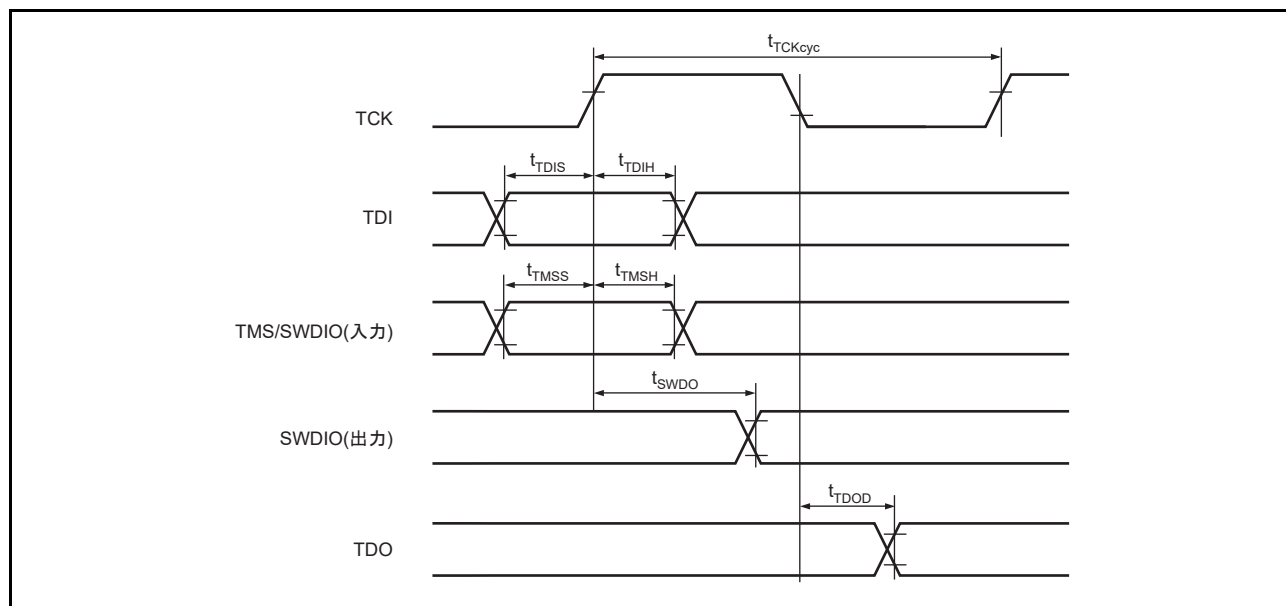 tTCKcyc
TCK
tTDIS
tTDIH
TDI
tTMSS
tTMSH
TMS/SWDIO(入力)
tSWDO
SWDIO(出力)
tTDOD
TDO